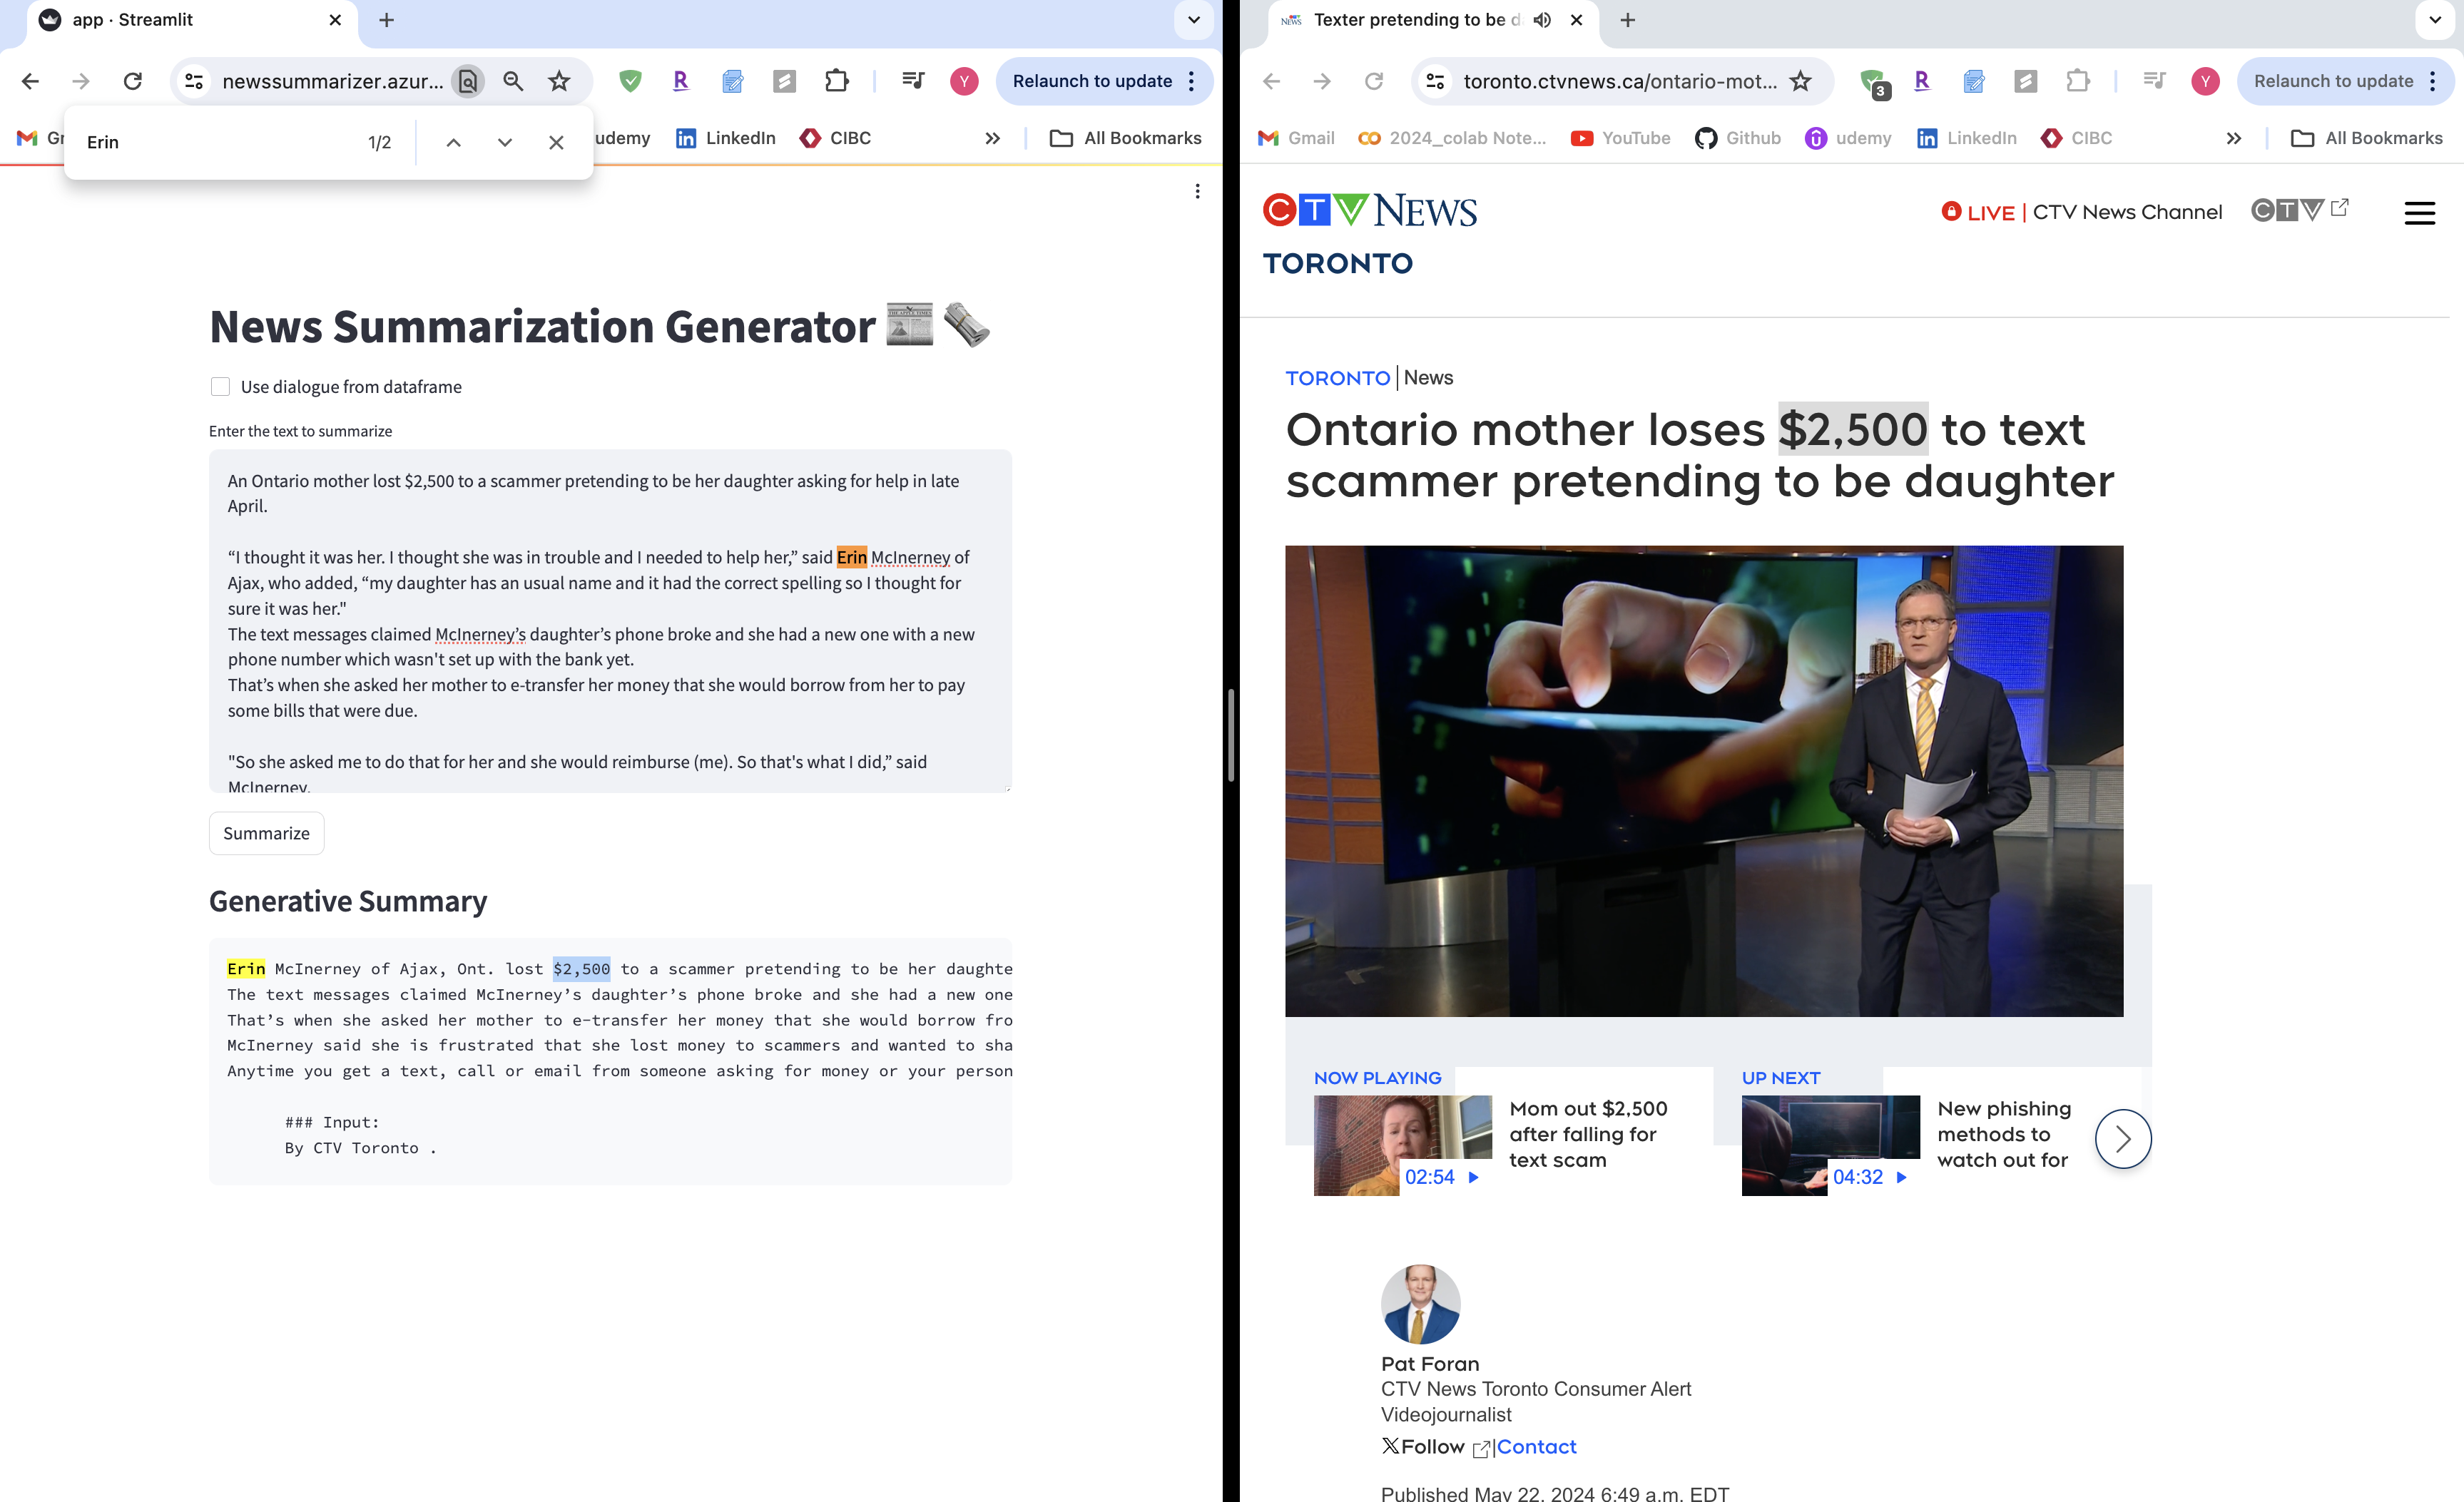 app · Streamlit
newssummarizer.azur...
Relaunch to update
Erin
1/2
Gr
udemy
LinkedIn
CIBC
All Bookmarks
News Summarization Generator
Use dialogue from dataframe
Enter the text to summarize
An Ontario mother lost $2,500 to a scammer pretending to be her daughter asking for help in late
April.
“I thought it was her. I thought she was in trouble and I needed to help her,” said Erin McInerney of
Ajax, who added, “my daughter has an usual name and it had the correct spelling so I thought for
sure it was her."
The text messages claimed McInerney’s daughter’s phone broke and she had a new one with a new
phone number which wasn't set up with the bank yet.
That’s when she asked her mother to e-transfer her money that she would borrow from her to pay
some bills that were due.
"So she asked me to do that for her and she would reimburse (me). So that's what I did,” said
McInerney.
Summarize
Generative Summary
Erin McInerney of Ajax, Ont. lost $2,500 to a scammer pretending to be her daughte
The text messages claimed McInerney’s daughter’s phone broke and she had a new one
That’s when she asked her mother to e-transfer her money that she would borrow fro
McInerney said she is frustrated that she lost money to scammers and wanted to sha
Anytime you get a text, call or email from someone asking for money or your person
### Input:
By CTV Toronto .
Texter pretending to be d
toronto.ctvnews.ca/ontario-mot...
3
R
Y
Relaunch to update
Gmail
2024_colab Note...
YouTube
Github
udemy
LinkedIn
CIBC
All Bookmarks
CTV NEWS
TORONTO
LIVE | CTV News Channel
CTV
TORONTO | News
Ontario mother loses $2,500 to text
scammer pretending to be daughter
NOW PLAYING
Mom out $2,500
after falling for
text scam
02:54
UP NEXT
New phishing
methods to
watch out for
04:32
Pat Foran
CTV News Toronto Consumer Alert
Videojournalist
Follow |Contact
Published May 22, 2024 6:49 a.m. EDT